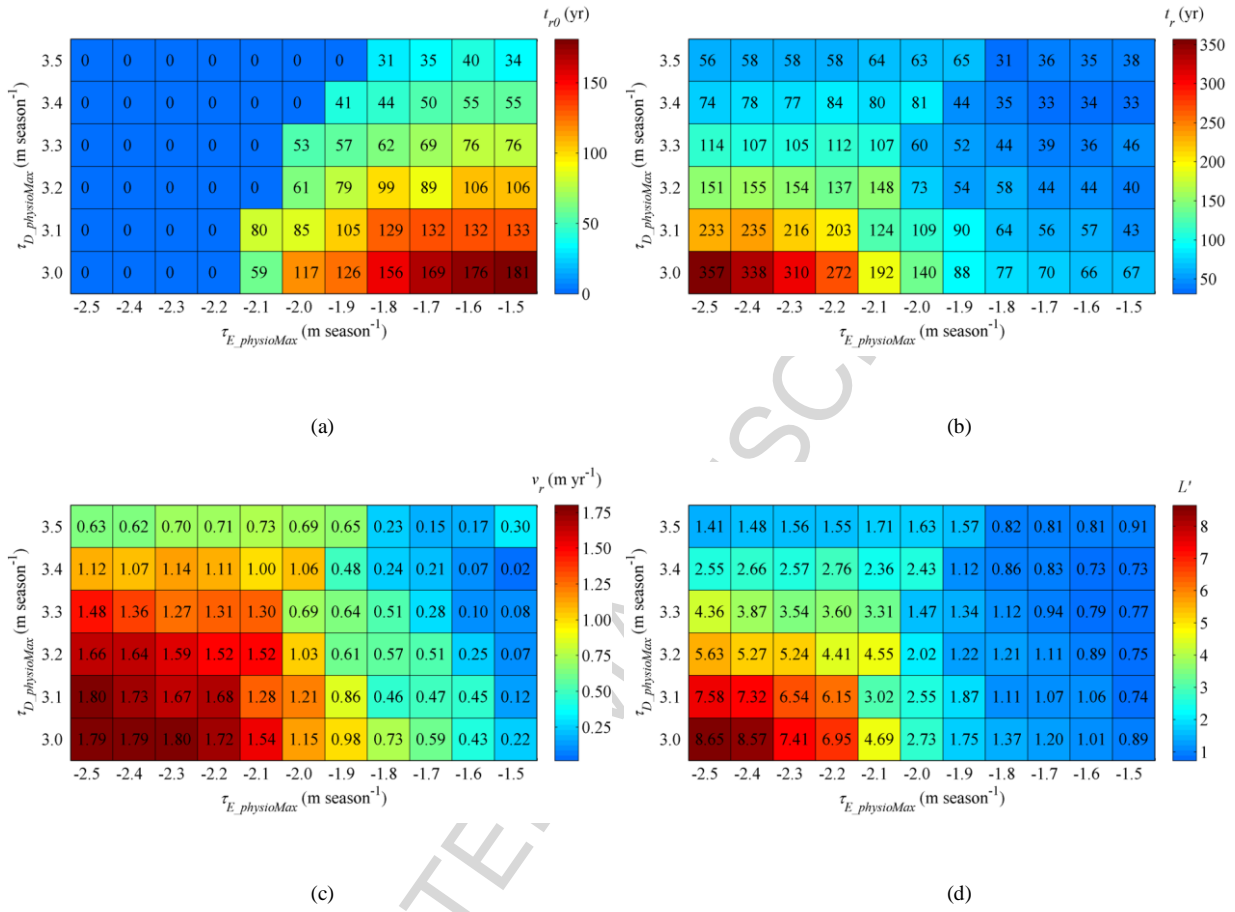 t_r0 (yr)
3.5 0 0 0 0 0 0 0 31 35 40 34
3.4 0 0 0 0 0 0 41 44 50 55 55
3.3 0 0 0 0 0 53 57 62 69 76 76
3.2 0 0 0 0 0 61 79 99 89 106 106
3.1 0 0 0 0 80 85 105 129 132 132 133
3.0 0 0 0 0 59 117 126 156 169 176 181
τ_D_physioMax (m season⁻¹)
-2.5 -2.4 -2.3 -2.2 -2.1 -2.0 -1.9 -1.8 -1.7 -1.6 -1.5
τ_E_physioMax (m season⁻¹)
150
100
50
0
(a)
t_r (yr)
3.5 56 58 58 58 64 63 65 31 36 35 38
3.4 74 78 77 84 80 81 44 35 33 34 33
3.3 114 107 105 112 107 60 52 44 39 36 46
3.2 151 155 154 137 148 73 54 58 44 44 40
3.1 233 235 216 203 124 109 90 64 56 57 43
3.0 357 338 310 272 192 140 88 77 70 66 67
τ_D_physioMax (m season⁻¹)
-2.5 -2.4 -2.3 -2.2 -2.1 -2.0 -1.9 -1.8 -1.7 -1.6 -1.5
τ_E_physioMax (m season⁻¹)
350
300
250
200
150
100
50
(b)
v_r (m yr⁻¹)
3.5 0.63 0.62 0.70 0.71 0.73 0.69 0.65 0.23 0.15 0.17 0.30
3.4 1.12 1.07 1.14 1.11 1.00 1.06 0.48 0.24 0.21 0.07 0.02
3.3 1.48 1.36 1.27 1.31 1.30 0.69 0.64 0.51 0.28 0.10 0.08
3.2 1.66 1.64 1.59 1.52 1.52 1.03 0.61 0.57 0.51 0.25 0.07
3.1 1.80 1.73 1.67 1.68 1.28 1.21 0.86 0.46 0.47 0.45 0.12
3.0 1.79 1.79 1.80 1.72 1.54 1.15 0.98 0.73 0.59 0.43 0.22
τ_D_physioMax (m season⁻¹)
-2.5 -2.4 -2.3 -2.2 -2.1 -2.0 -1.9 -1.8 -1.7 -1.6 -1.5
τ_E_physioMax (m season⁻¹)
1.80
1.50
1.25
1.00
0.75
0.50
0.25
(c)
L'
3.5 1.41 1.48 1.56 1.55 1.71 1.63 1.57 0.82 0.81 0.81 0.91
3.4 2.55 2.66 2.57 2.76 2.36 2.43 1.12 0.86 0.83 0.73 0.73
3.3 4.36 3.87 3.54 3.60 3.31 1.47 1.34 1.12 0.94 0.79 0.77
3.2 5.63 5.27 5.24 4.41 4.55 2.02 1.22 1.21 1.11 0.89 0.75
3.1 7.58 7.32 6.54 6.15 3.02 2.55 1.87 1.11 1.07 1.06 0.74
3.0 8.65 8.57 7.41 6.95 4.69 2.73 1.75 1.37 1.20 1.01 0.89
τ_D_physioMax (m season⁻¹)
-2.5 -2.4 -2.3 -2.2 -2.1 -2.0 -1.9 -1.8 -1.7 -1.6 -1.5
τ_E_physioMax (m season⁻¹)
8
7
6
5
4
3
2
1
(d)